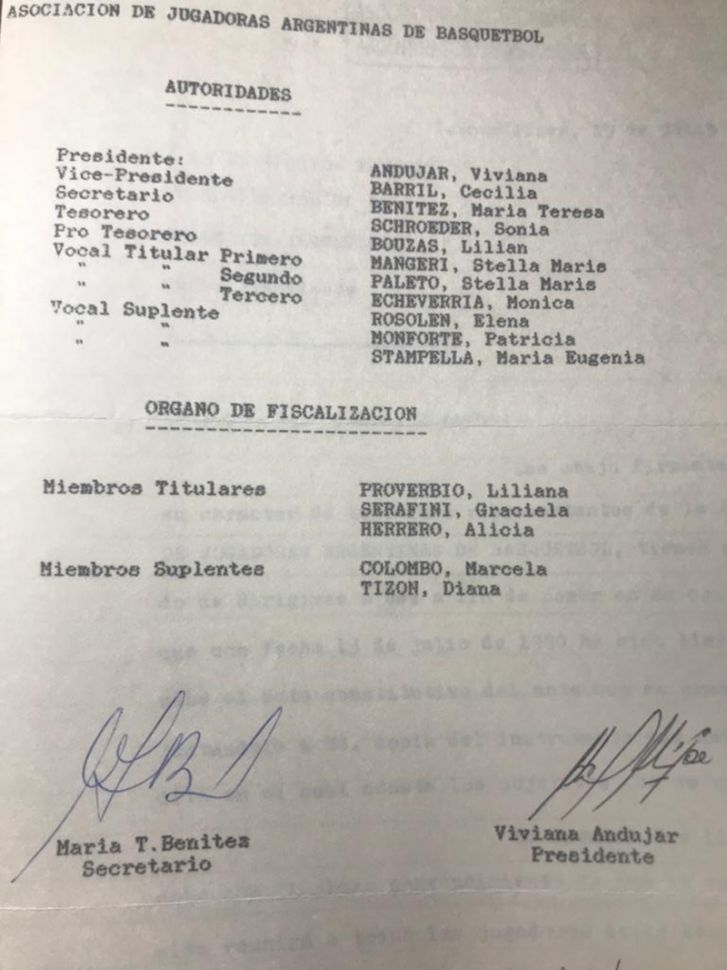 ASOCIACION DE JUGADORAS ARGENTINAS DE BASQUETBOL
AUTORIDADES
Presidente: ANDUJAR, Viviana
Vice-Presidente BARRIL, Cecilia
Secretario BENITEZ, Maria Teresa
Tesorero SCHROEDER, Sonia
Pro Tesorero BOUZAS, Lilian
Vocal Titular Primero MANGERI, Stella Maris
" " Segundo PALETO, Stella Maris
" " Tercero ECHEVERRIA, Monica
Vocal Suplente ROSOLEN, Elena
" " MONFORTE, Patricia
" " STAMPELLA, Maria Eugenia
ORGANO DE FISCALIZACION
Miembros Titulares PROVERBIO, Liliana
SERAFINI, Graciela
HERRERO, Alicia
Miembros Suplentes COLOMBO, Marcela
TIZON, Diana
Maria T. Benitez
Secretario
Viviana Andujar
Presidente